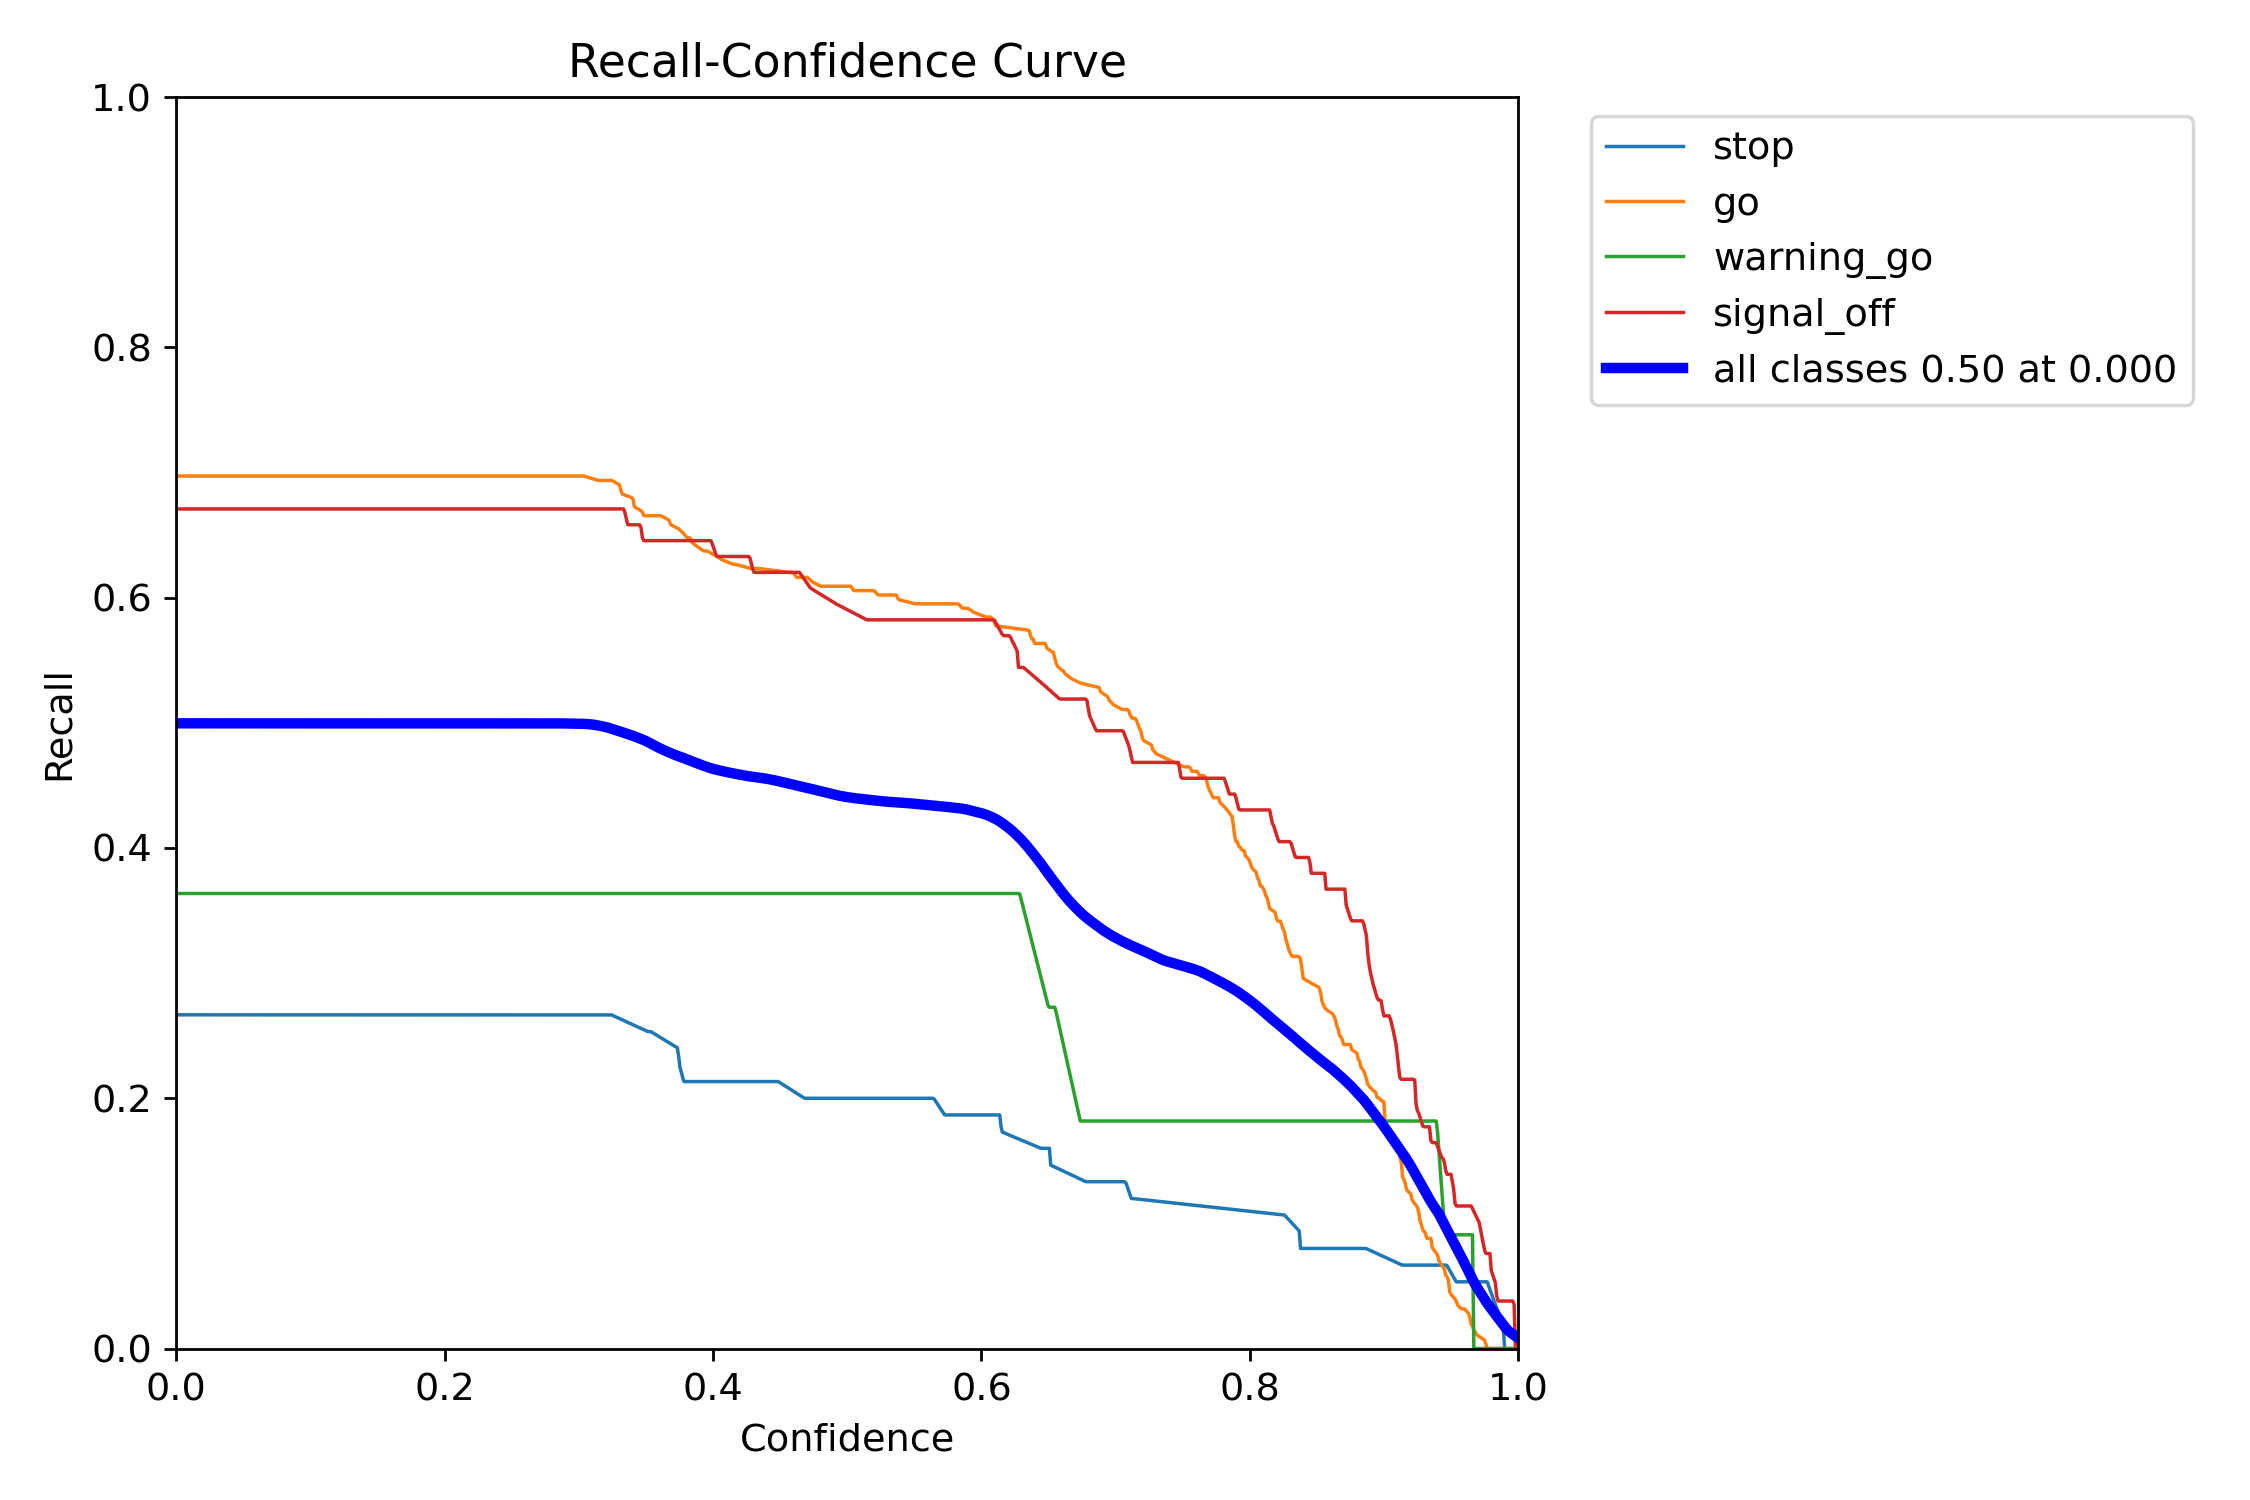 Recall-Confidence Curve
1.0
0.8
0.6
0.4
0.2
0.0
Recall
0.0 0.2 0.4 0.6 0.8 1.0
Confidence
stop
go
warning_go
signal_off
all classes 0.50 at 0.000